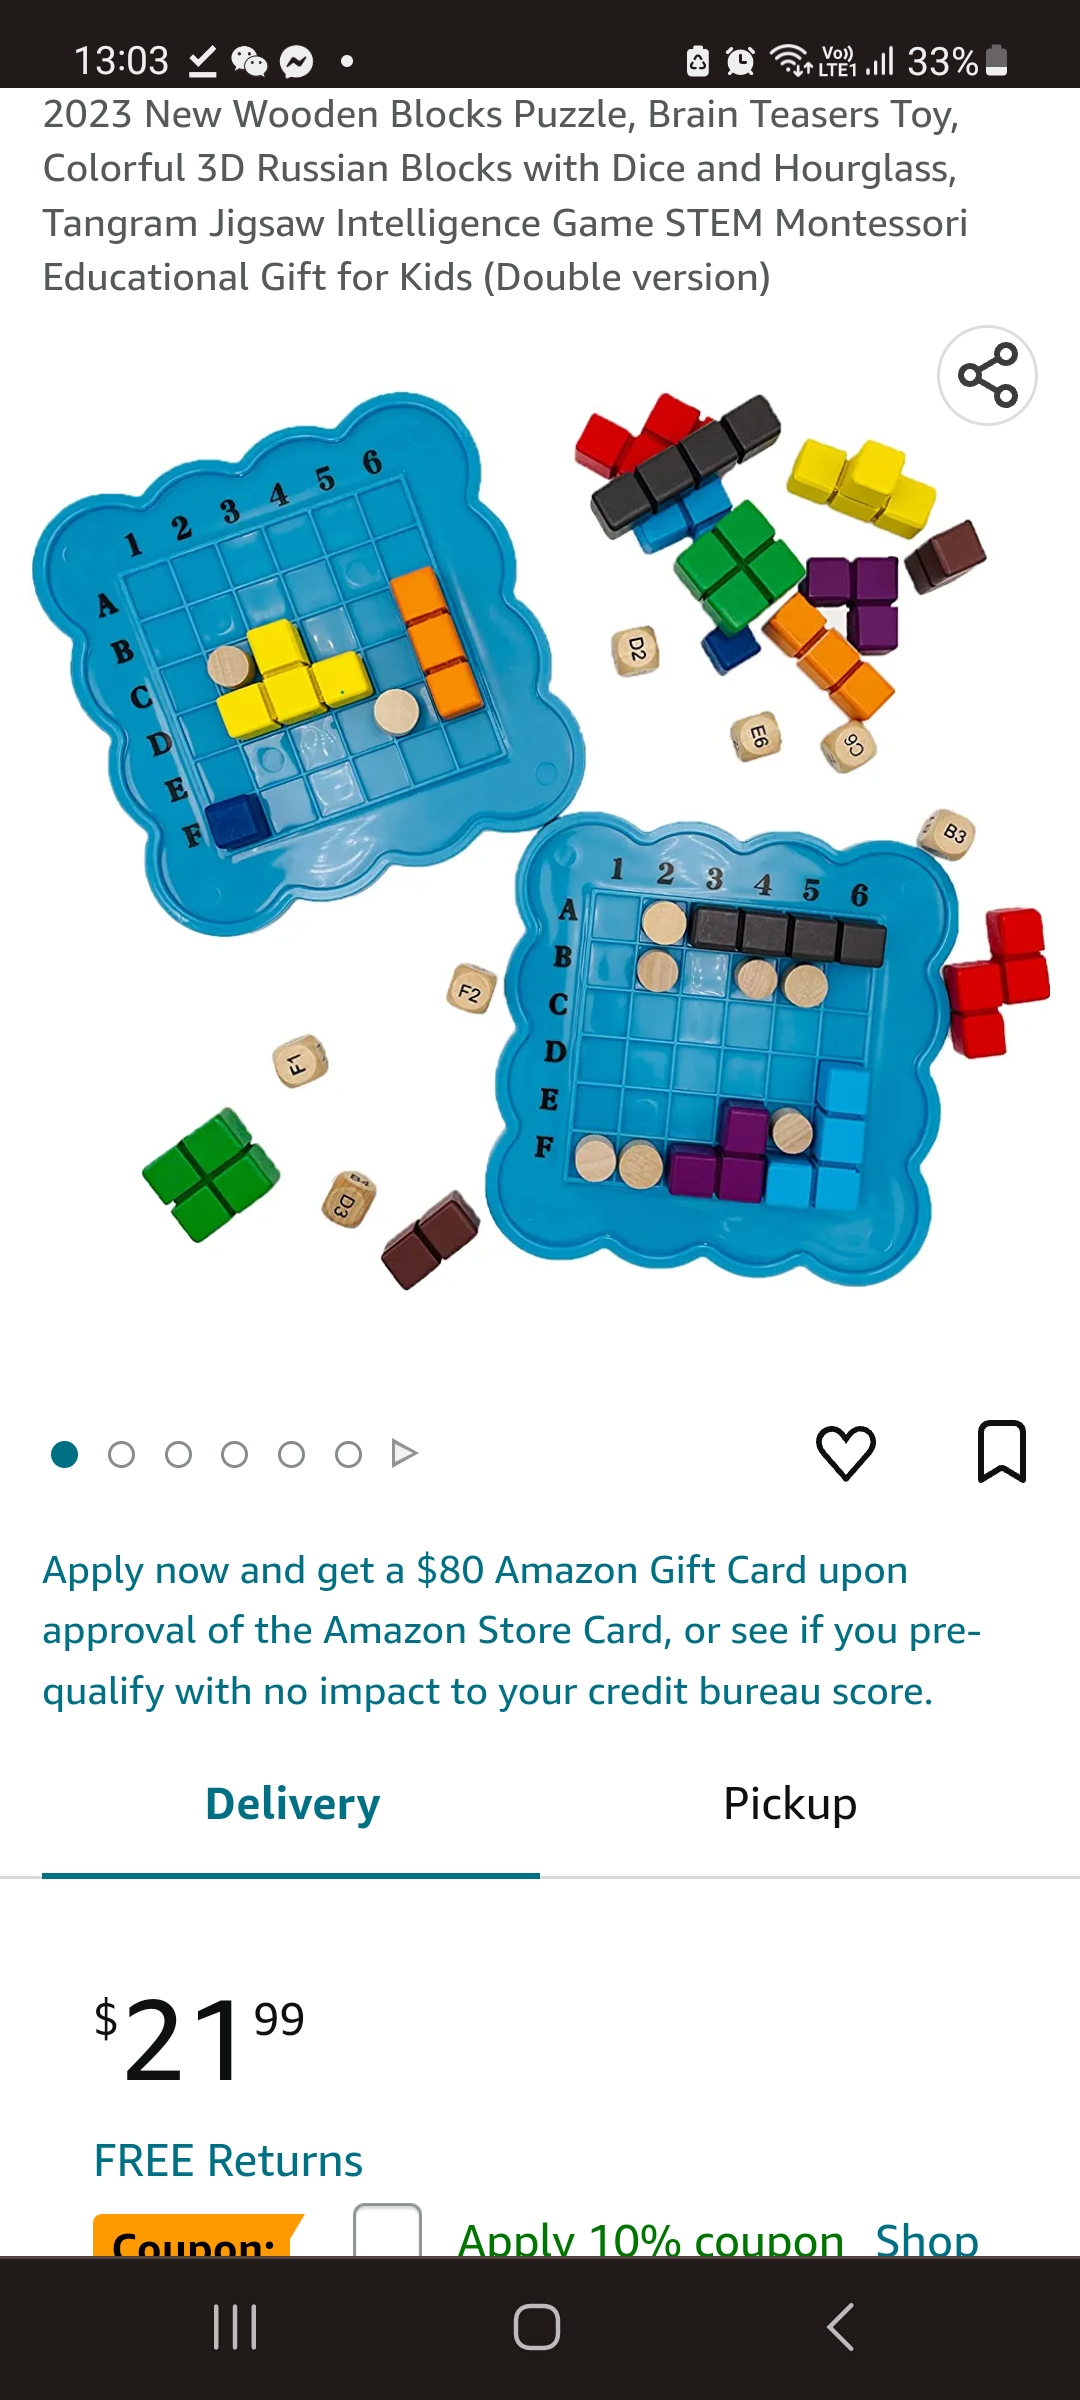 13:03
Vo))
LTE1
33%
2023 New Wooden Blocks Puzzle, Brain Teasers Toy,
Colorful 3D Russian Blocks with Dice and Hourglass,
Tangram Jigsaw Intelligence Game STEM Montessori
Educational Gift for Kids (Double version)
1 2 3 4 5 6
A
B
C
D
E
F
D2
E6
C6
B3
1 2 3 4 5 6
A
B
C
D
E
F
F2
F1
B4
D3
Apply now and get a $80 Amazon Gift Card upon
approval of the Amazon Store Card, or see if you pre-
qualify with no impact to your credit bureau score.
Delivery
Pickup
$21 99
FREE Returns
Coupon:
Apply 10% coupon
Shop